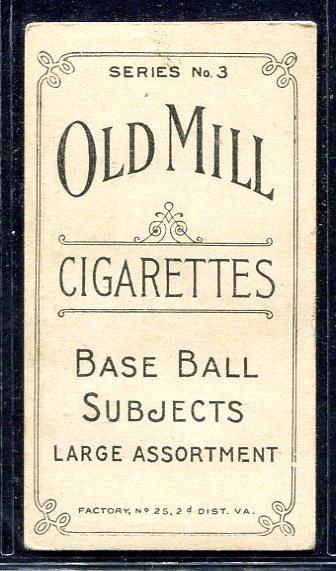 SERIES No. 3
OLD MILL
CIGARETTES
BASE BALL
SUBJECTS
LARGE ASSORTMENT
FACTORY, Nº 25, 2d DIST. VA.